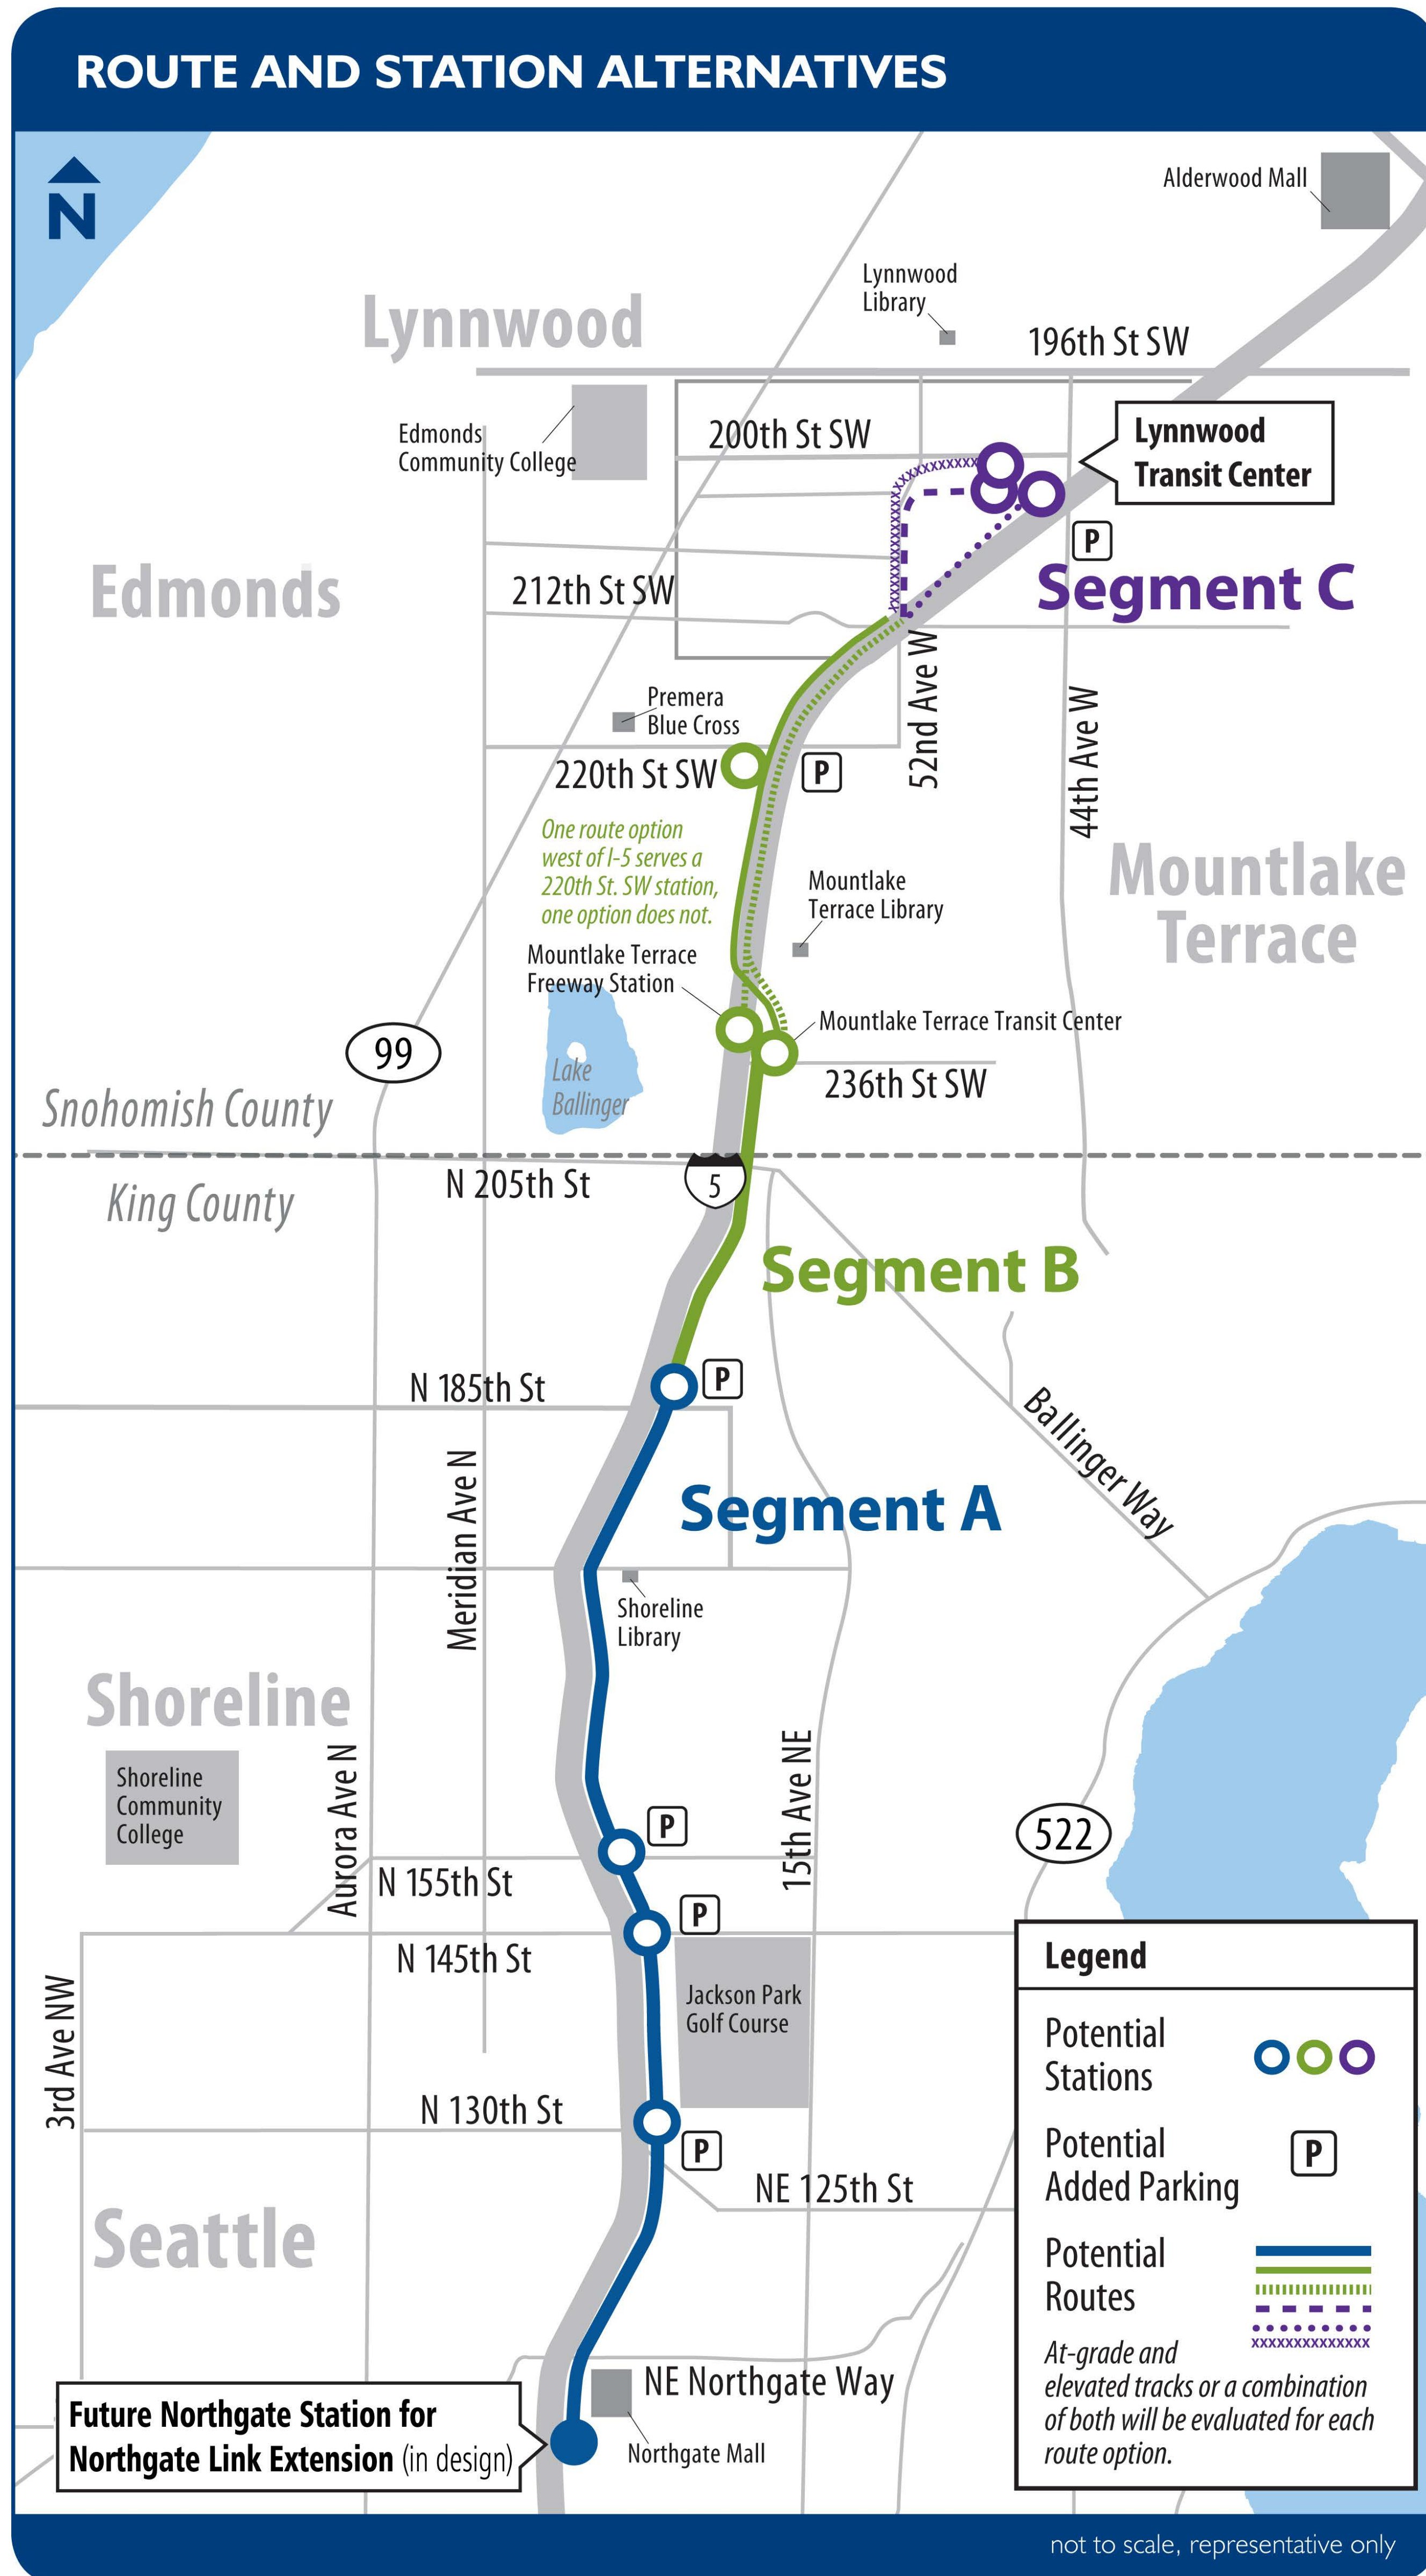 ROUTE AND STATION ALTERNATIVES
N
Alderwood Mall
Lynnwood
Library
Lynnwood
196th St SW
Edmonds
Community College
200th St SW
Lynnwood
Transit Center
P
Edmonds
212th St SW
Segment C
52nd Ave W
44th Ave W
Premera
Blue Cross
220th St SW
P
One route option
west of I-5 serves a
220th St. SW station,
one option does not.
Mountlake
Terrace
Mountlake
Terrace Library
Mountlake Terrace
Freeway Station
Mountlake Terrace Transit Center
99
Lake
Ballinger
236th St SW
Snohomish County
King County
N 205th St
5
Segment B
N 185th St
P
Ballinger Way
Meridian Ave N
Segment A
Shoreline
Library
Shoreline
Shoreline
Community
College
Aurora Ave N
15th Ave NE
P
522
N 155th St
P
N 145th St
3rd Ave NW
Jackson Park
Golf Course
N 130th St
P
NE 125th St
Seattle
NE Northgate Way
Northgate Mall
Future Northgate Station for
Northgate Link Extension (in design)
Legend
Potential
Stations
Potential
Added Parking
P
Potential
Routes
xxxxxxxxxxxxxx
At-grade and
elevated tracks or a combination
of both will be evaluated for each
route option.
not to scale, representative only